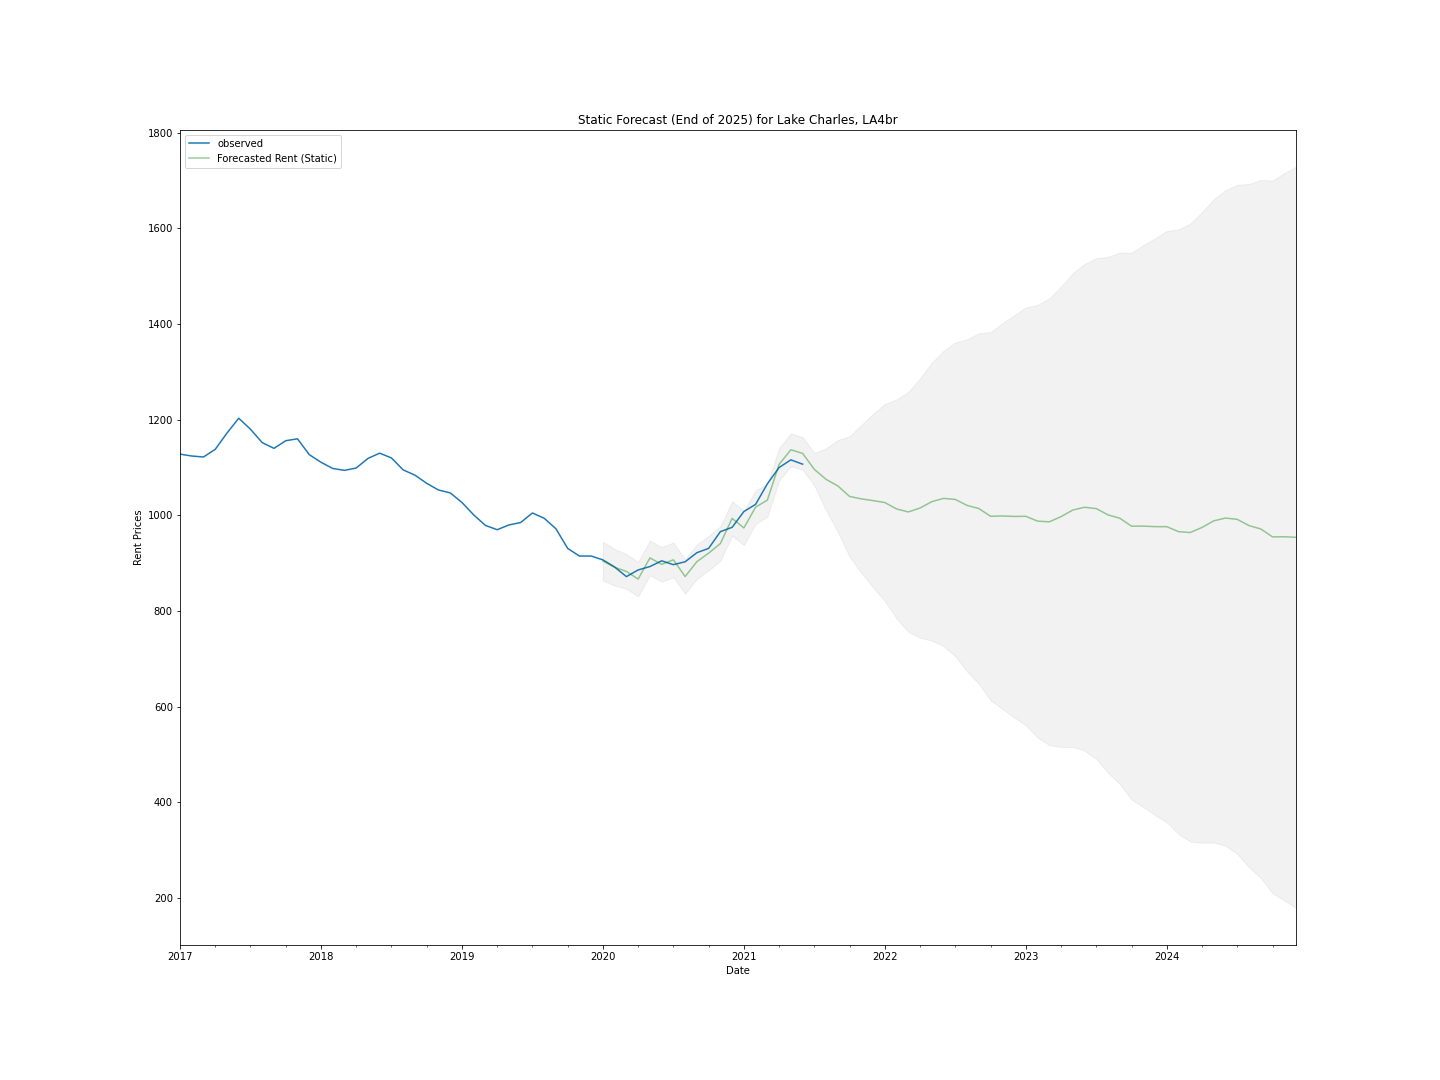 Static Forecast (End of 2025) for Lake Charles, LA4br
observed
Forecasted Rent (Static)
Rent Prices
1800
1600
1400
1200
1000
800
600
400
200
2017 2018 2019 2020 2021 2022 2023 2024
Date